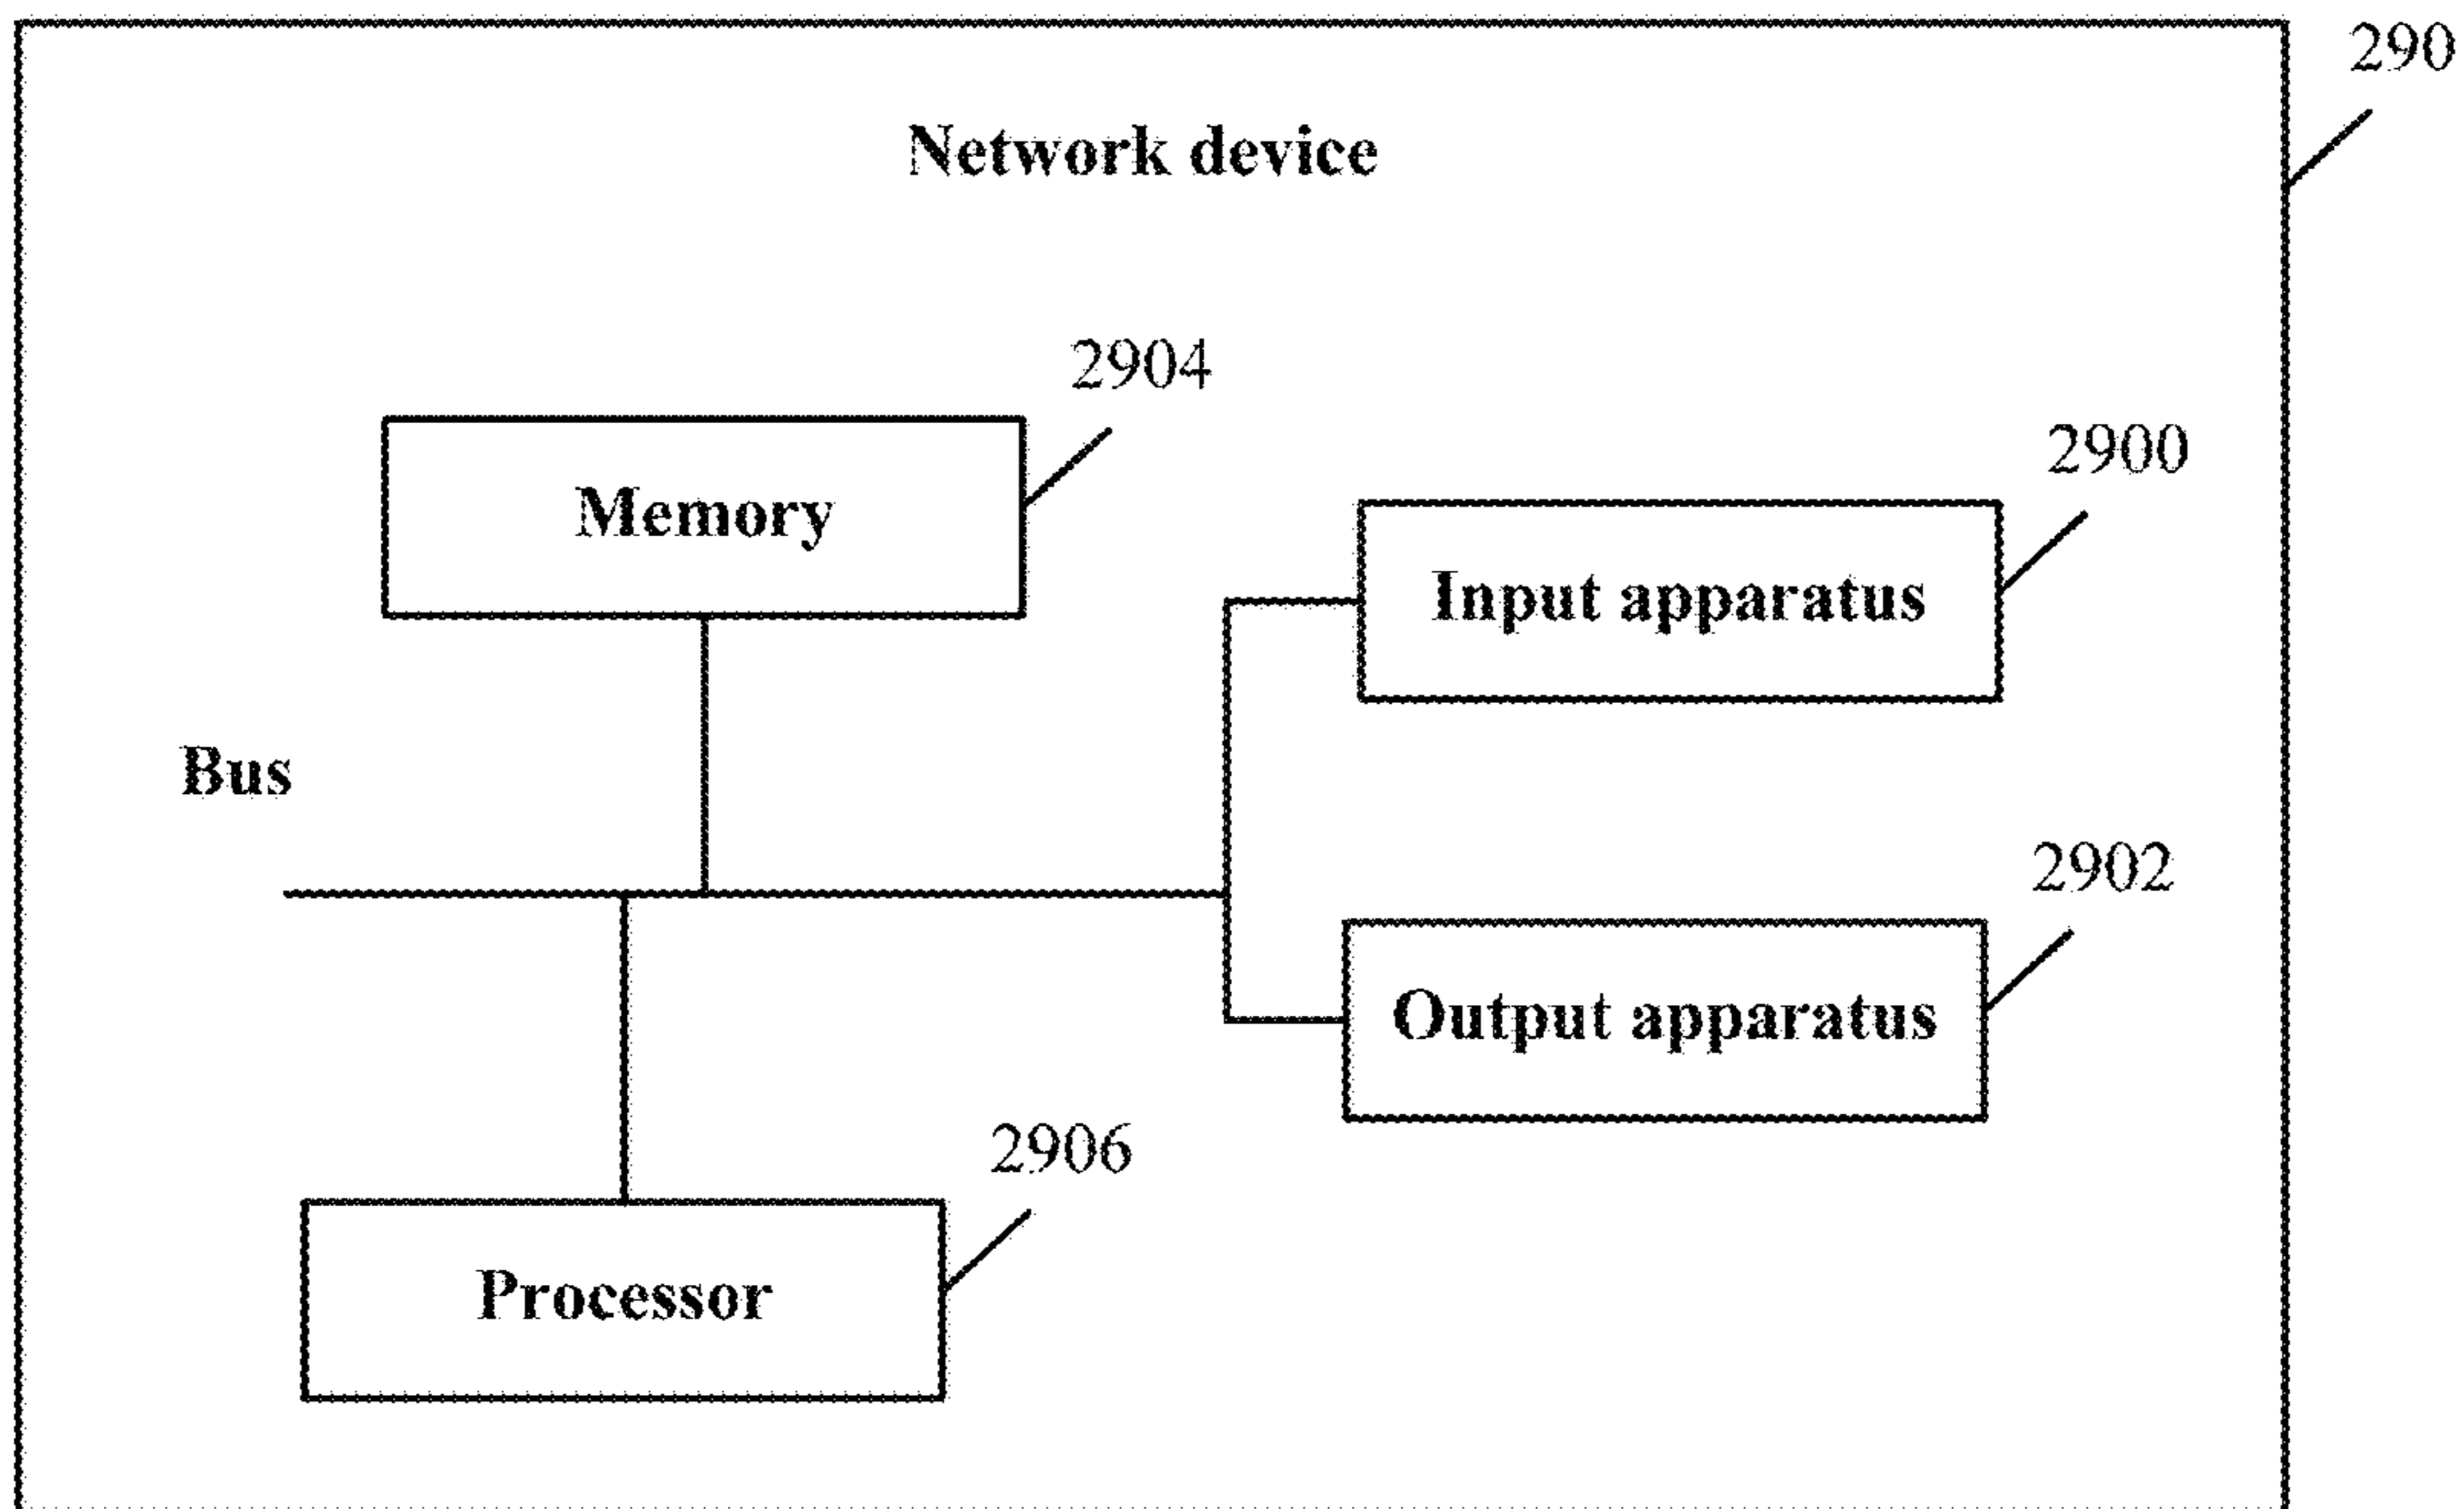 290
Network device
2904
Memory
2900
Input apparatus
Bus
2902
Output apparatus
2906
Processor